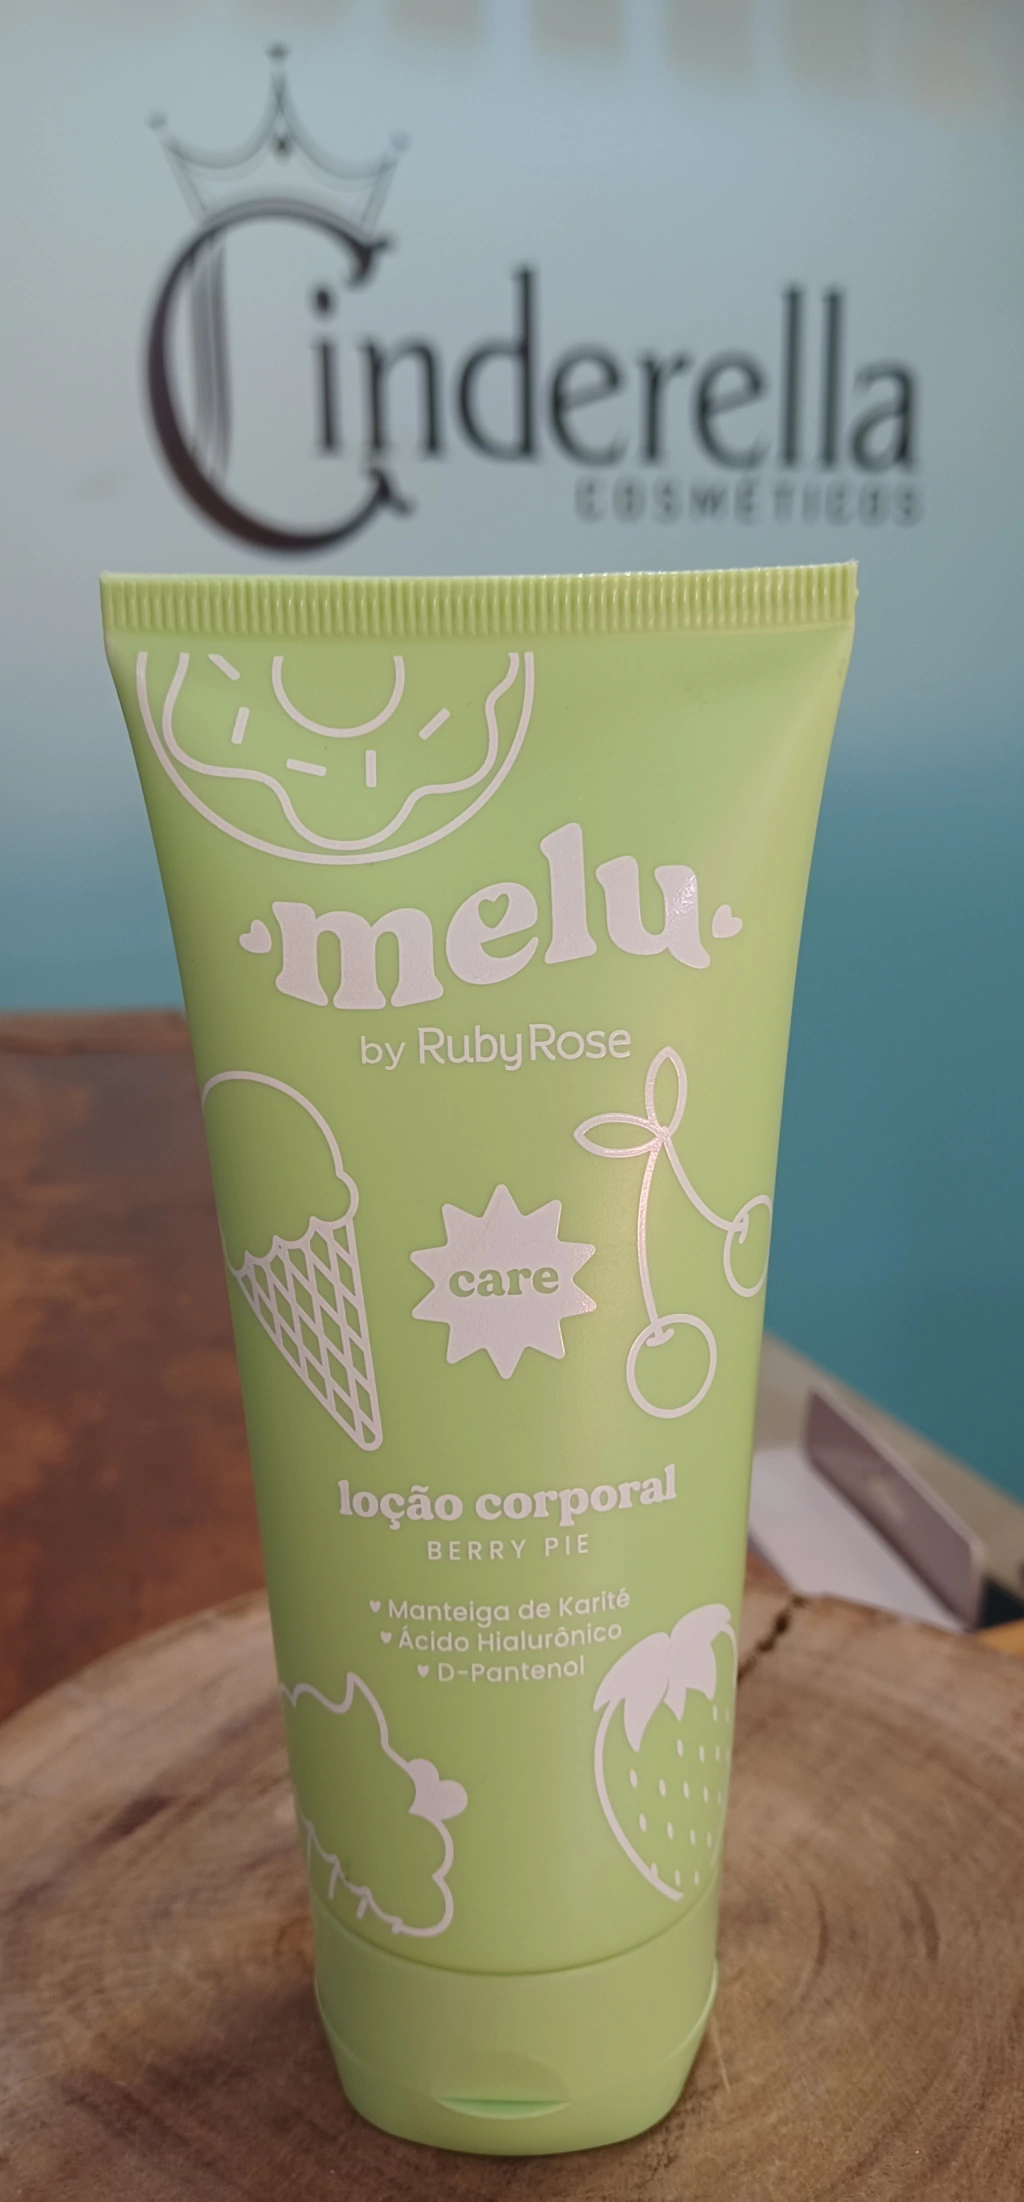 Cinderella
COSMÉTICOS
melu
by RubyRose
care
loção corporal
BERRY PIE
Manteiga de Karité
Ácido Hialurônico
D-Pantenol